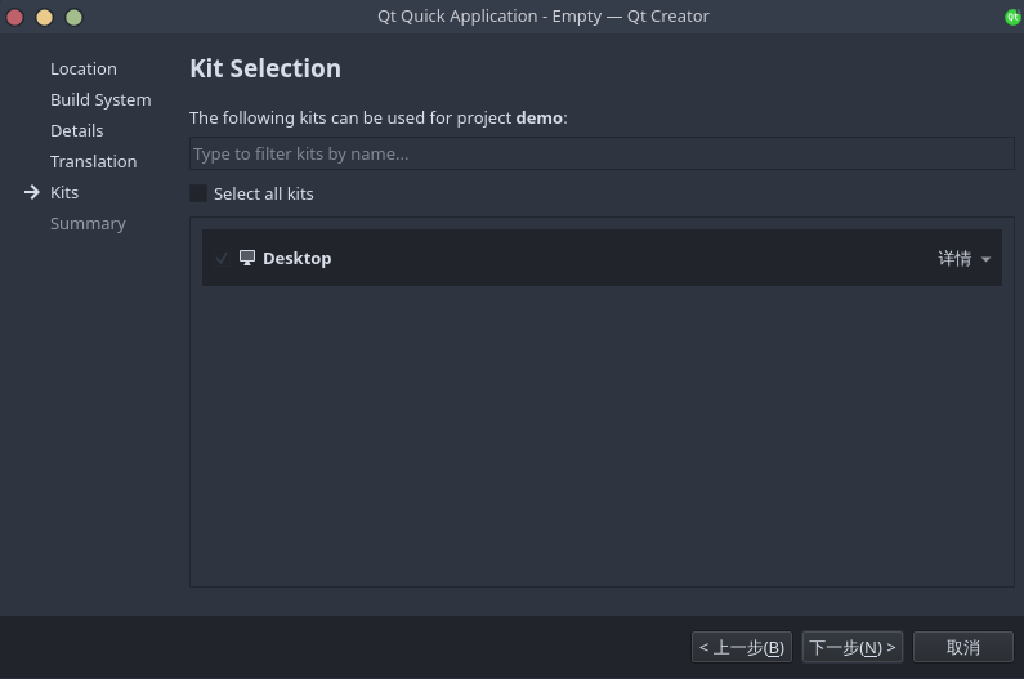 Qt Quick Application - Empty — Qt Creator
Qt
Location
Build System
Details
Translation
Kits
Summary
Kit Selection
The following kits can be used for project demo:
Type to filter kits by name...
Select all kits
Desktop
详情
< 上一步(B)
下一步(N) >
取消